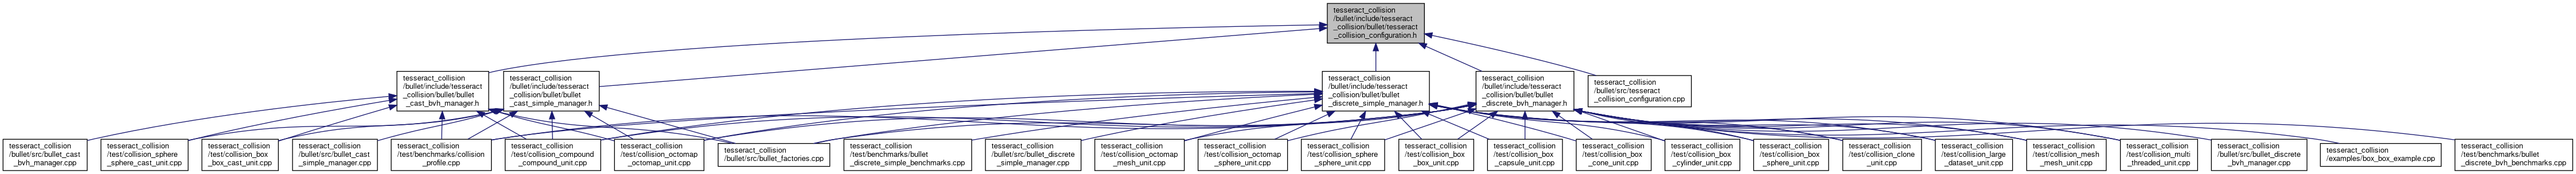 tesseract_collision
/bullet/include/tesseract
_collision/bullet/tesseract
_collision_configuration.h
tesseract_collision
/bullet/include/tesseract
_collision/bullet/bullet
_cast_bvh_manager.h
tesseract_collision
/bullet/include/tesseract
_collision/bullet/bullet
_cast_simple_manager.h
tesseract_collision
/bullet/include/tesseract
_collision/bullet/bullet
_discrete_simple_manager.h
tesseract_collision
/bullet/include/tesseract
_collision/bullet/bullet
_discrete_bvh_manager.h
tesseract_collision
/bullet/src/tesseract
_collision_configuration.cpp
tesseract_collision
/bullet/src/bullet_cast
_bvh_manager.cpp
tesseract_collision
/test/collision_sphere
_sphere_cast_unit.cpp
tesseract_collision
/test/collision_box
_box_cast_unit.cpp
tesseract_collision
/bullet/src/bullet_cast
_simple_manager.cpp
tesseract_collision
/test/benchmarks/collision
_profile.cpp
tesseract_collision
/test/collision_compound
_compound_unit.cpp
tesseract_collision
/test/collision_octomap
_octomap_unit.cpp
tesseract_collision
/bullet/src/bullet_factories.cpp
tesseract_collision
/test/benchmarks/bullet
_discrete_simple_benchmarks.cpp
tesseract_collision
/bullet/src/bullet_discrete
_simple_manager.cpp
tesseract_collision
/test/collision_octomap
_mesh_unit.cpp
tesseract_collision
/test/collision_octomap
_sphere_unit.cpp
tesseract_collision
/test/collision_sphere
_sphere_unit.cpp
tesseract_collision
/test/collision_box
_box_unit.cpp
tesseract_collision
/test/collision_box
_capsule_unit.cpp
tesseract_collision
/test/collision_box
_cone_unit.cpp
tesseract_collision
/test/collision_box
_cylinder_unit.cpp
tesseract_collision
/test/collision_box
_sphere_unit.cpp
tesseract_collision
/test/collision_clone
_unit.cpp
tesseract_collision
/test/collision_large
_dataset_unit.cpp
tesseract_collision
/test/collision_mesh
_mesh_unit.cpp
tesseract_collision
/test/collision_multi
_threaded_unit.cpp
tesseract_collision
/bullet/src/bullet_discrete
_bvh_manager.cpp
tesseract_collision
/examples/box_box_example.cpp
tesseract_collision
/test/benchmarks/bullet
_discrete_bvh_benchmarks.cpp